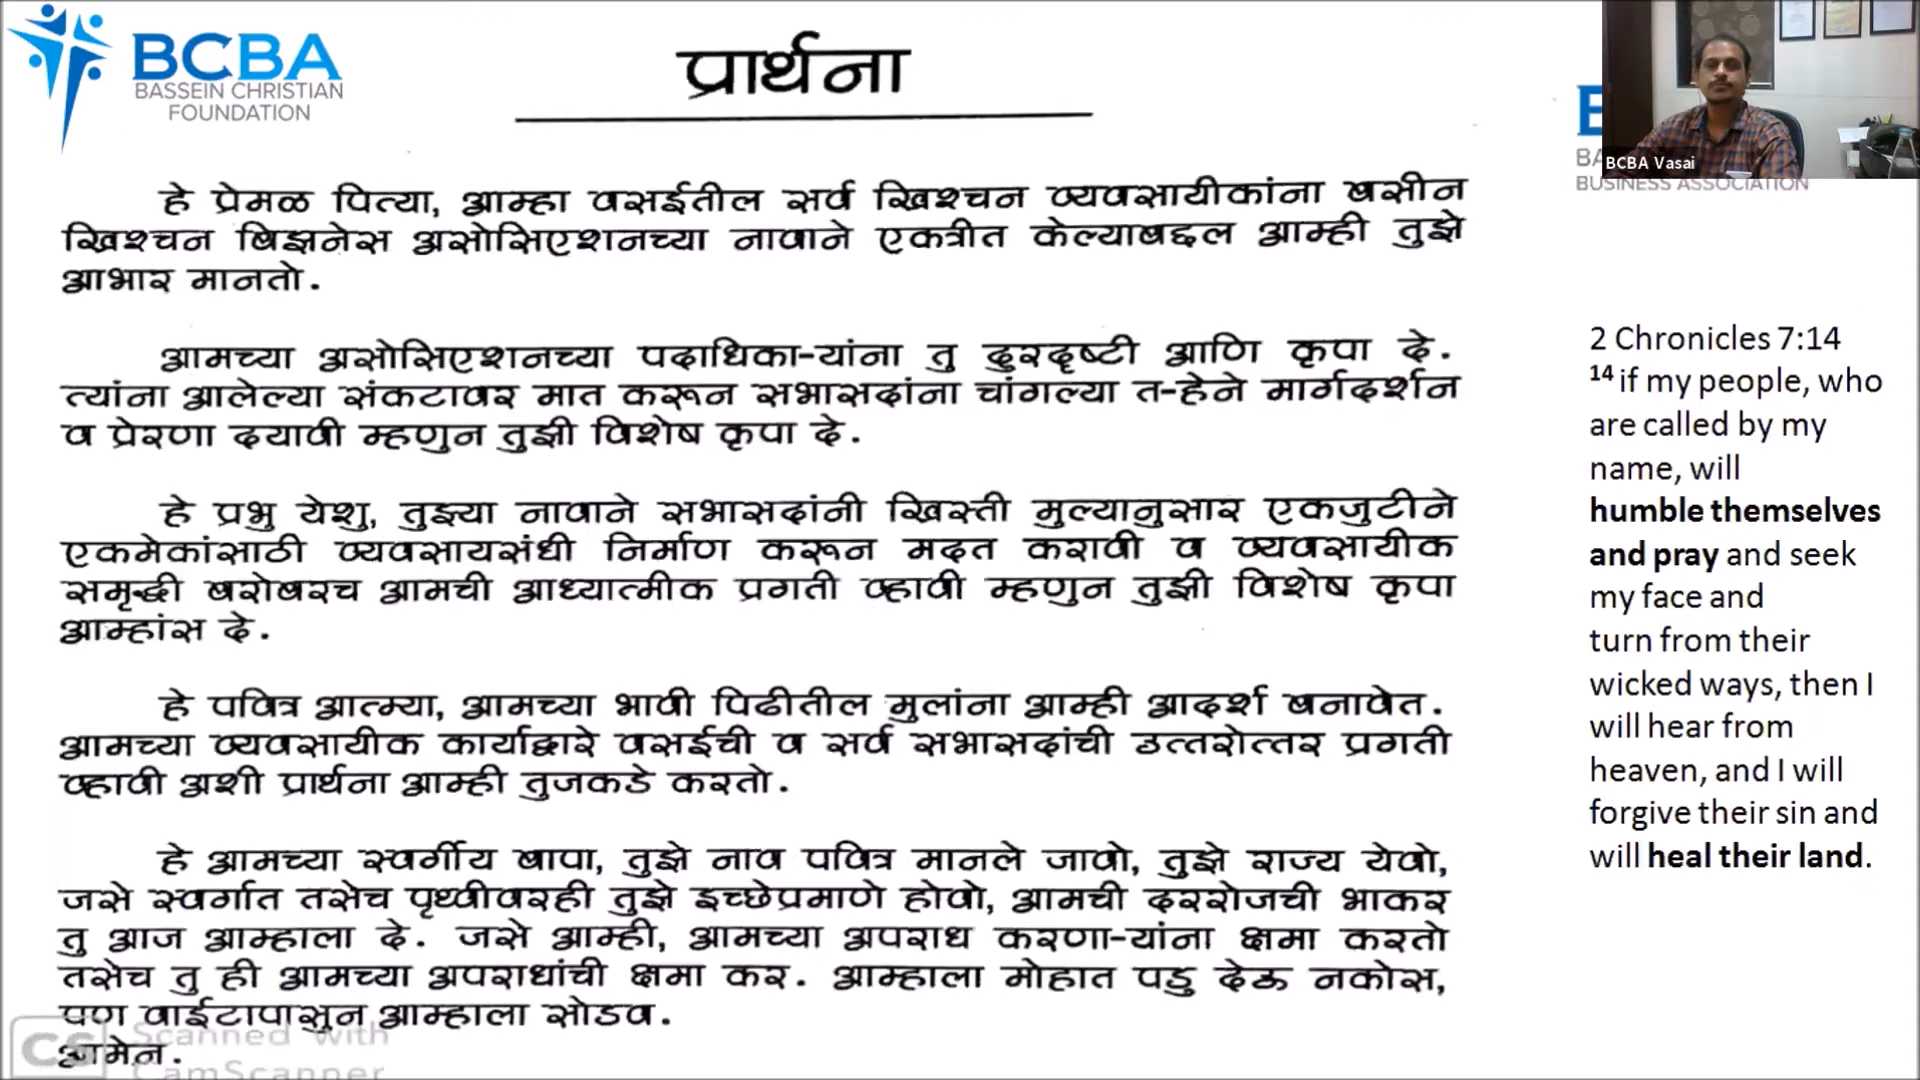 BCBA
BASSEIN CHRISTIAN
FOUNDATION
प्रार्थना
BCBA Vasai
BUSINESS ASSOCIATION
हे प्रेमळ पित्या, आम्हा वसईतील सर्व ख्रिश्चन व्यवसायीकांना बसीन
ख्रिश्चन बिझनेस असोसिएशनच्या नावाने एकत्रीत केल्याबद्दल आम्ही तुझे
आभार मानतो.
आमच्या असोसिएशनच्या पदाधिका-यांना तु दुरदृष्टी आणि कृपा दे.
त्यांना आलेल्या संकटावर मात करून सभासदांना चांगल्या त-हेने मार्गदर्शन
व प्रेरणा दयावी म्हणुन तुझी विशेष कृपा दे.
हे प्रभु येशु, तुझ्या नावाने सभासदांनी ख्रिस्ती मुल्यानुसार एकजुटीने
एकमेकांसाठी व्यवसायसंधी निर्माण करून मदत करावी व व्यवसायीक
समृद्धी बरोबरच आमची आध्यात्मीक प्रगती व्हावी म्हणुन तुझी विशेष कृपा
आम्हांस दे.
हे पवित्र आत्म्या, आमच्या भावी पिढीतील मुलांना आम्ही आदर्श बनावेत.
आमच्या व्यवसायीक कार्याद्वारे वसईची व सर्व सभासदांची उत्तरोत्तर प्रगती
व्हावी अशी प्रार्थना आम्ही तुजकडे करतो.
हे आमच्या स्वर्गीय बापा, तुझे नाव पवित्र मानले जावो, तुझे राज्य येवो,
जसे स्वर्गात तसेच पृथ्वीवरही तुझे इच्छेप्रमाणे होवो, आमची दररोजची भाकर
तु आज आम्हाला दे. जसे आम्ही, आमच्या अपराध करणा-यांना क्षमा करतो
तसेच तु ही आमच्या अपराधांची क्षमा कर. आम्हाला मोहात पडु देऊ नकोस,
पण वाईटापासुन आम्हाला सोडव.
आमेन.
CS Scanned with
CamScanner
2 Chronicles 7:14
14 if my people, who
are called by my
name, will
humble themselves
and pray and seek
my face and
turn from their
wicked ways, then I
will hear from
heaven, and I will
forgive their sin and
will heal their land.